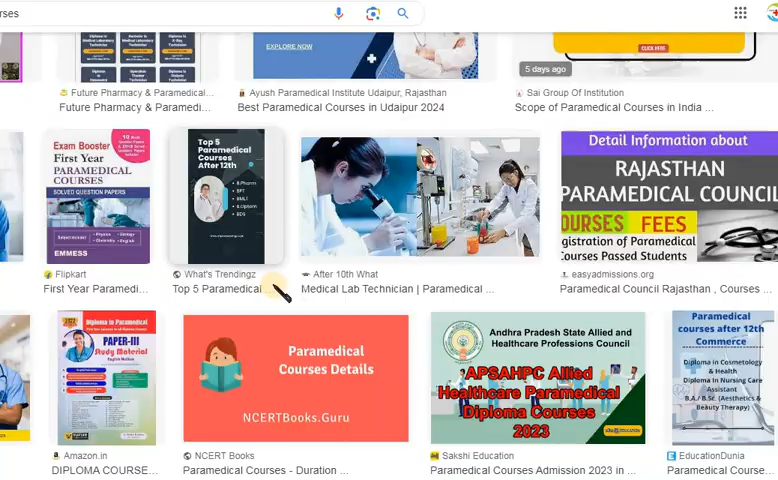 rses
EXPLORE NOW
CLICK HERE
5 days ago
Future Pharmacy & Paramedical...
Future Pharmacy & Paramedi...
Ayush Paramedical Institute Udaipur, Rajasthan
Best Paramedical Courses in Udaipur 2024
Sai Group Of Institution
Scope of Paramedical Courses in India ...
Exam Booster
First Year
PARAMEDICAL
COURSES
SOLVED QUESTION PAPERS
EMMESS
Flipkart
First Year Paramedi...
Top 5
Paramedical
Courses
After 12th
B.Pharm
BPT
BMLT
B.Optom
BDS
What's Trendingz
Top 5 Paramedical
After 10th What
Medical Lab Technician | Paramedical ...
Detail Information about
RAJASTHAN
PARAMEDICAL COUNCIL
OURSES FEES
gistration of Paramedical
Courses Passed Students
easyadmissions.org
Paramedical Council Rajasthan , Courses ...
Diploma in Paramedical
PAPER-III
Study Material
Amazon.in
DIPLOMA COURSE...
Paramedical
Courses Details
NCERTBooks.Guru
NCERT Books
Paramedical Courses - Duration ...
Andhra Pradesh State Allied and
Healthcare Professions Council
APSAHPC Allied
Healthcare Paramedical
Diploma Courses
2023
Sakshi Education
Paramedical Courses Admission 2023 in ...
Paramedical
courses after 12th
Commerce
Diploma in Cosmetology
& Health
Diploma in Nursing Care
Assistant
B.A./ B.Sc. (Aesthetics &
Beauty Therapy)
EducationDunia
Paramedical Course...